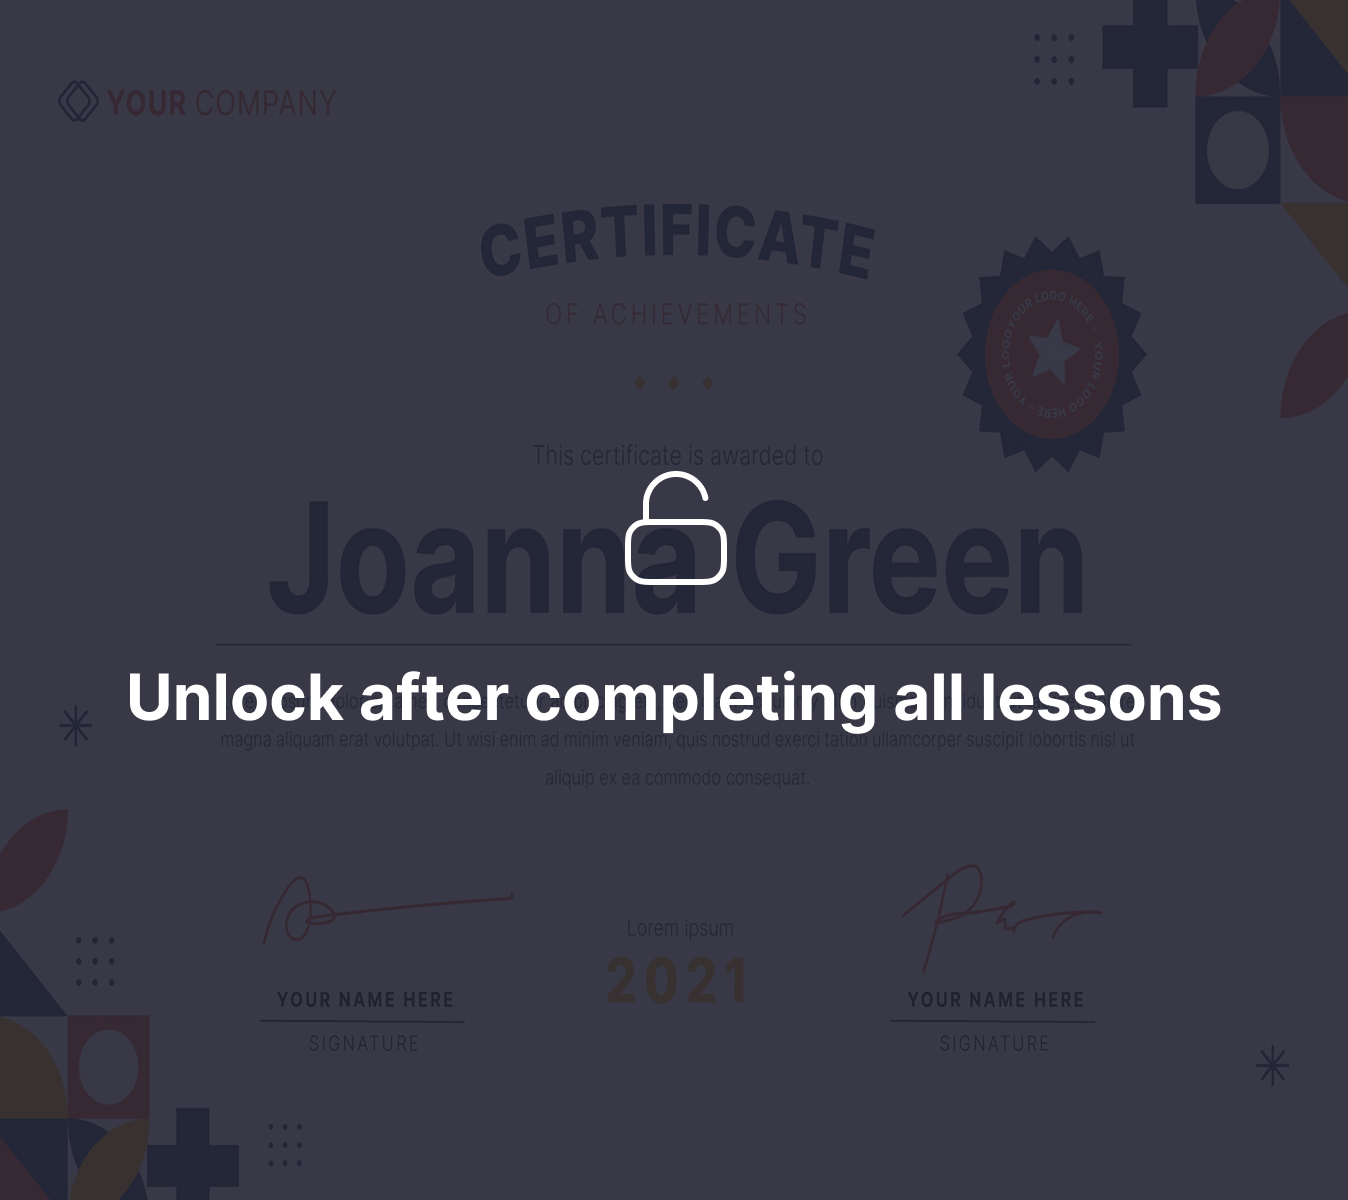 YOUR COMPANY
CERTIFICATE
OF ACHIEVEMENTS
YOUR LOGO HERE - YOUR LOGO HERE - YOUR LOGO
This certificate is awarded to
Joanna Green
Unlock after completing all lessons
magna aliquam erat volutpat. Ut wisi enim ad minim veniam, quis nostrud exerci tation ullamcorper suscipit lobortis nisl ut
aliquip ex ea commodo consequat.
Lorem ipsum
2021
YOUR NAME HERE
SIGNATURE
YOUR NAME HERE
SIGNATURE